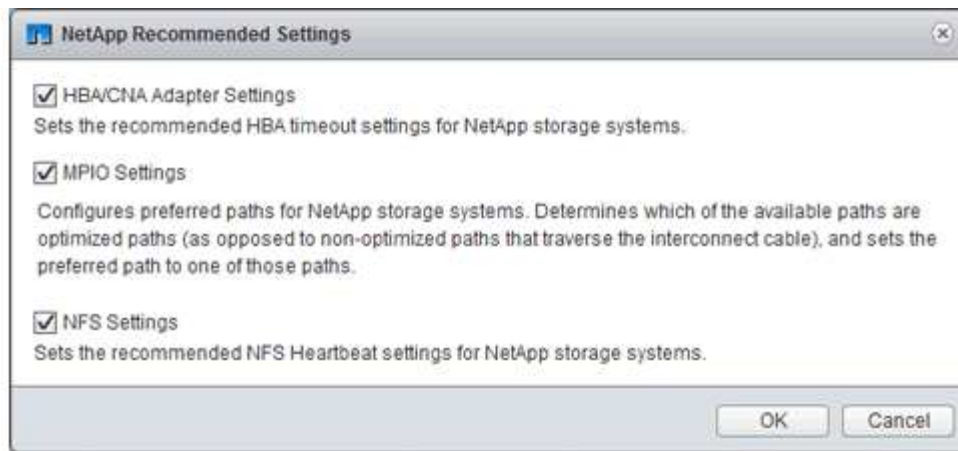 NetApp Recommended Settings
HBA/CNA Adapter Settings
Sets the recommended HBA timeout settings for NetApp storage systems.
MPIO Settings
Configures preferred paths for NetApp storage systems. Determines which of the available paths are
optimized paths (as opposed to non-optimized paths that traverse the interconnect cable), and sets the
preferred path to one of those paths.
NFS Settings
Sets the recommended NFS Heartbeat settings for NetApp storage systems.
OK Cancel